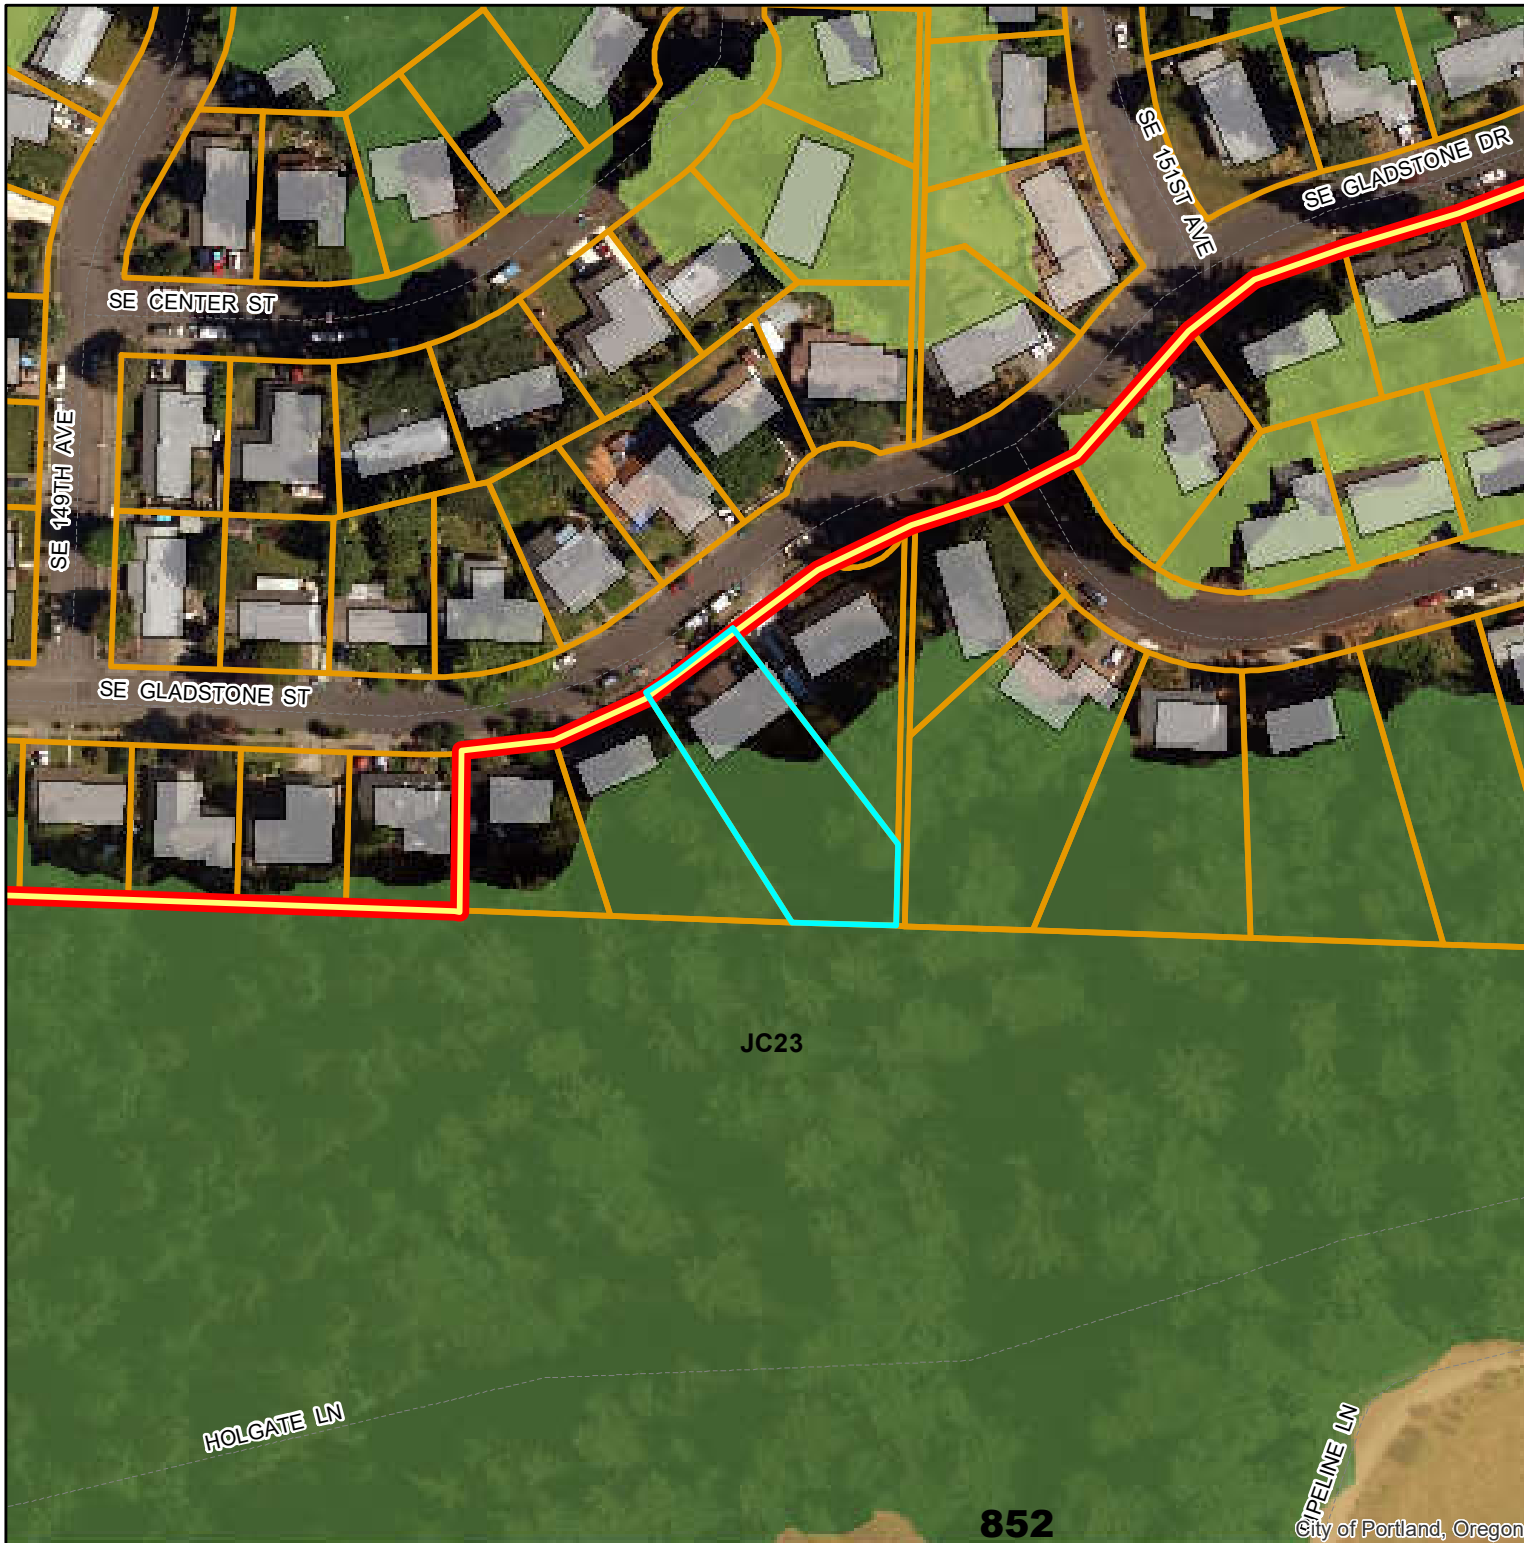 SE 151ST AVE
SE GLADSTONE DR
SE CENTER ST
SE 149TH AVE
SE GLADSTONE ST
JC23
HOLGATE LN
PIPELINE LN
852
City of Portland, Oregon